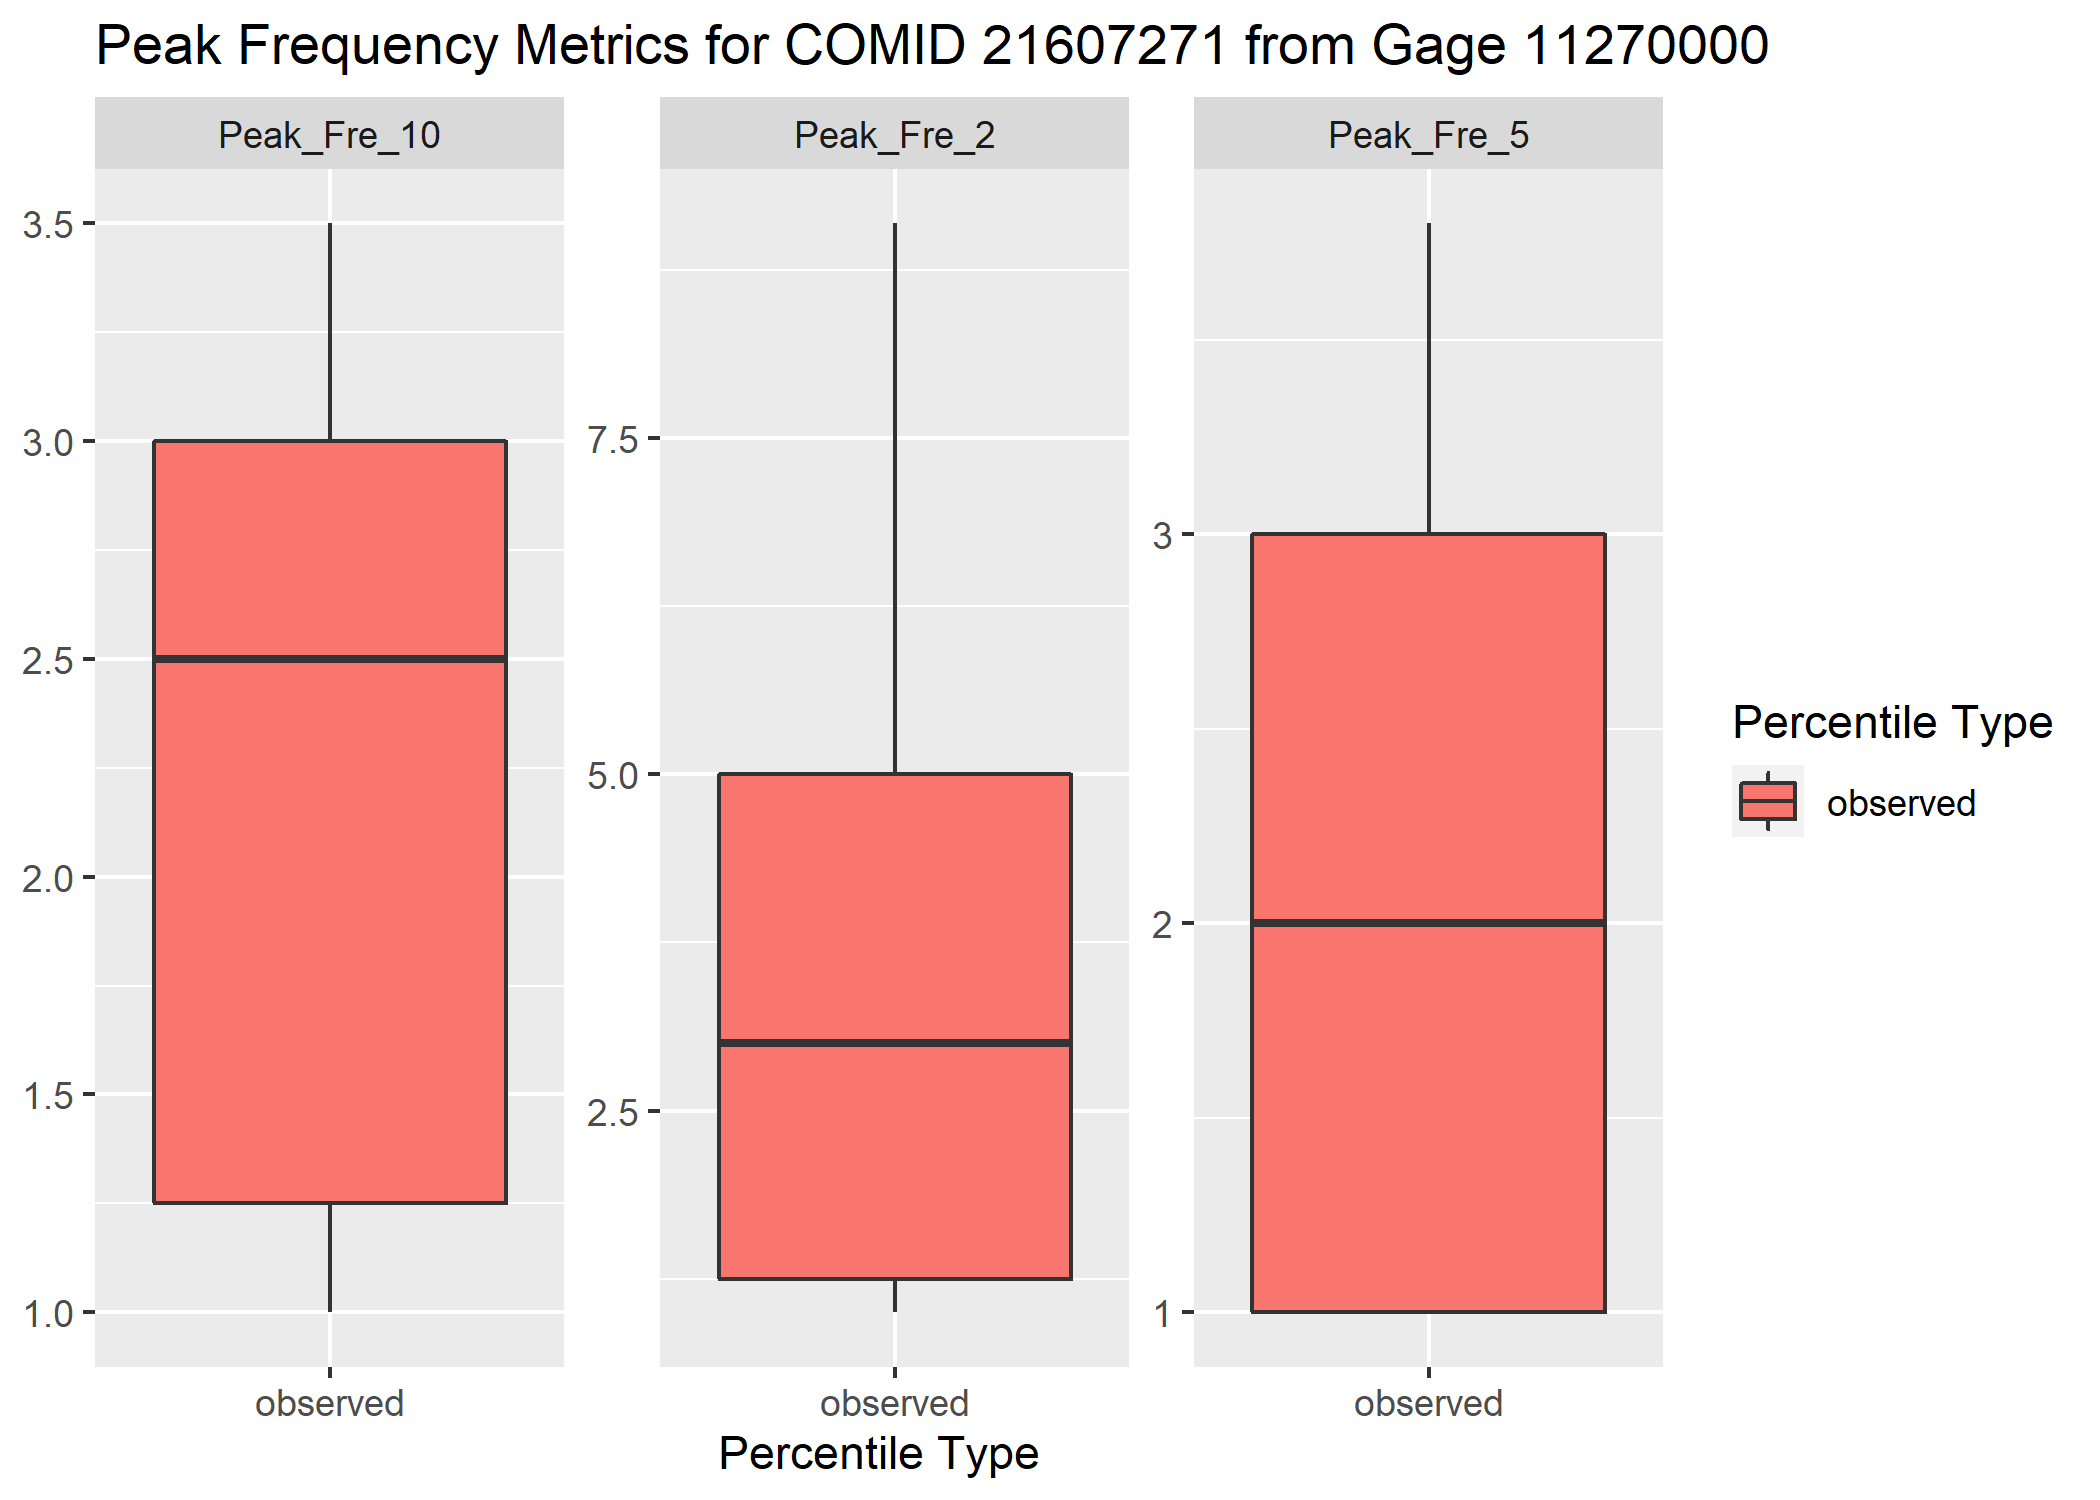 Peak Frequency Metrics for COMID 21607271 from Gage 11270000
Peak_Fre_10
Peak_Fre_2
Peak_Fre_5
3.5
3.0
2.5
2.0
1.5
1.0
7.5
5.0
2.5
3
2
1
observed
observed
observed
Percentile Type
Percentile Type
observed